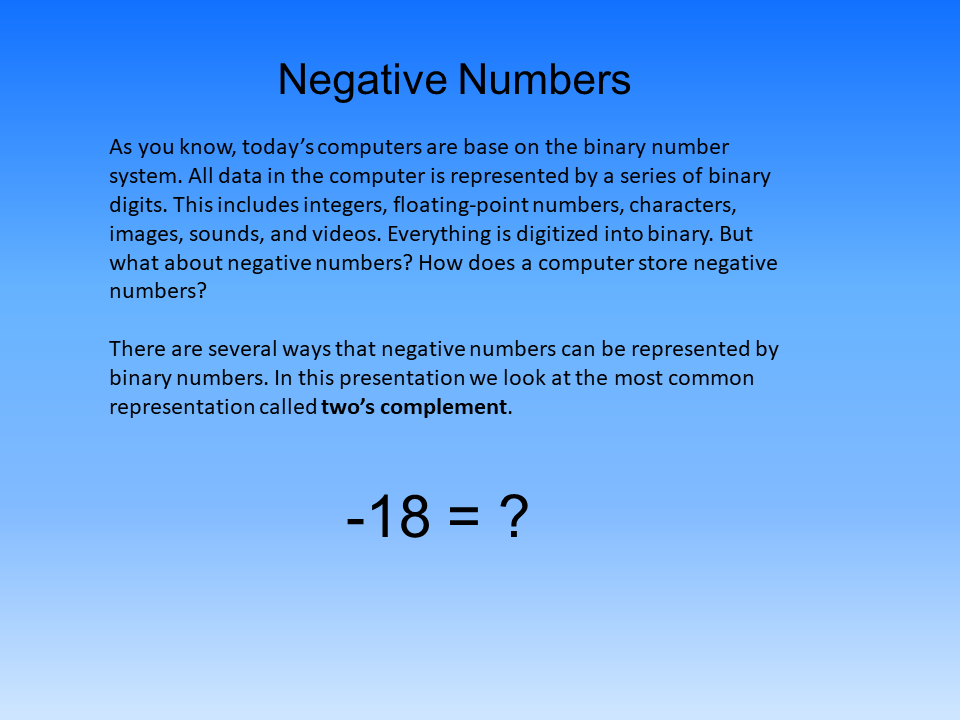 Negative Numbers
As you know, today’s computers are base on the binary number
system. All data in the computer is represented by a series of binary
digits. This includes integers, floating-point numbers, characters,
images, sounds, and videos. Everything is digitized into binary. But
what about negative numbers? How does a computer store negative
numbers?
There are several ways that negative numbers can be represented by
binary numbers. In this presentation we look at the most common
representation called two’s complement.
-18 = ?